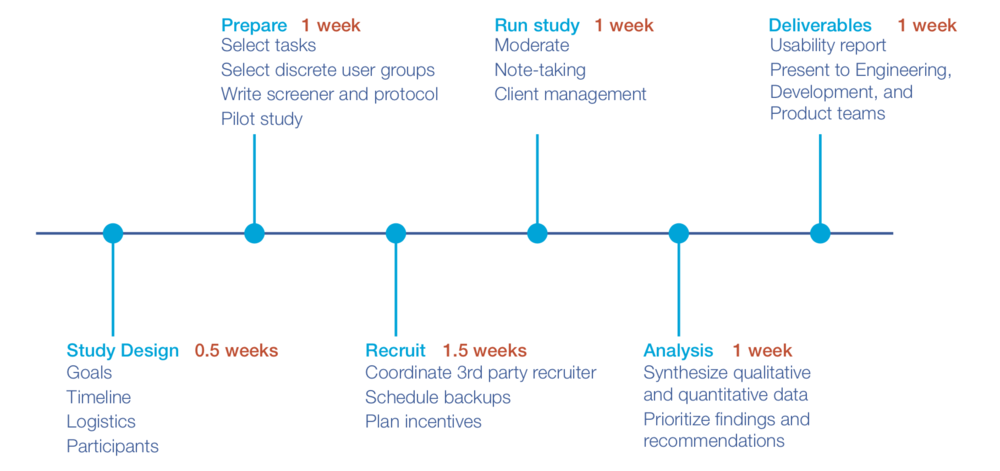 Prepare 1 week
Select tasks
Select discrete user groups
Write screener and protocol
Pilot study
Run study 1 week
Moderate
Note-taking
Client management
Deliverables 1 week
Usability report
Present to Engineering,
Development, and
Product teams
Study Design 0.5 weeks
Goals
Timeline
Logistics
Participants
Recruit 1.5 weeks
Coordinate 3rd party recruiter
Schedule backups
Plan incentives
Analysis 1 week
Synthesize qualitative
and quantitative data
Prioritize findings and
recommendations